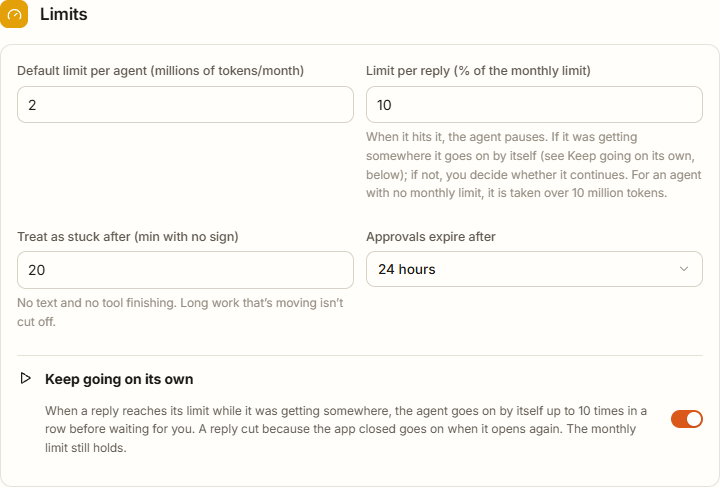 Limits
Default limit per agent (millions of tokens/month)
2
Limit per reply (% of the monthly limit)
10
When it hits it, the agent pauses. If it was getting
somewhere it goes on by itself (see Keep going on its own,
below); if not, you decide whether it continues. For an agent
with no monthly limit, it is taken over 10 million tokens.
Treat as stuck after (min with no sign)
20
No text and no tool finishing. Long work that’s moving isn’t
cut off.
Approvals expire after
24 hours
Keep going on its own
When a reply reaches its limit while it was getting somewhere, the agent goes on by itself up to 10 times in a
row before waiting for you. A reply cut because the app closed goes on when it opens again. The monthly
limit still holds.